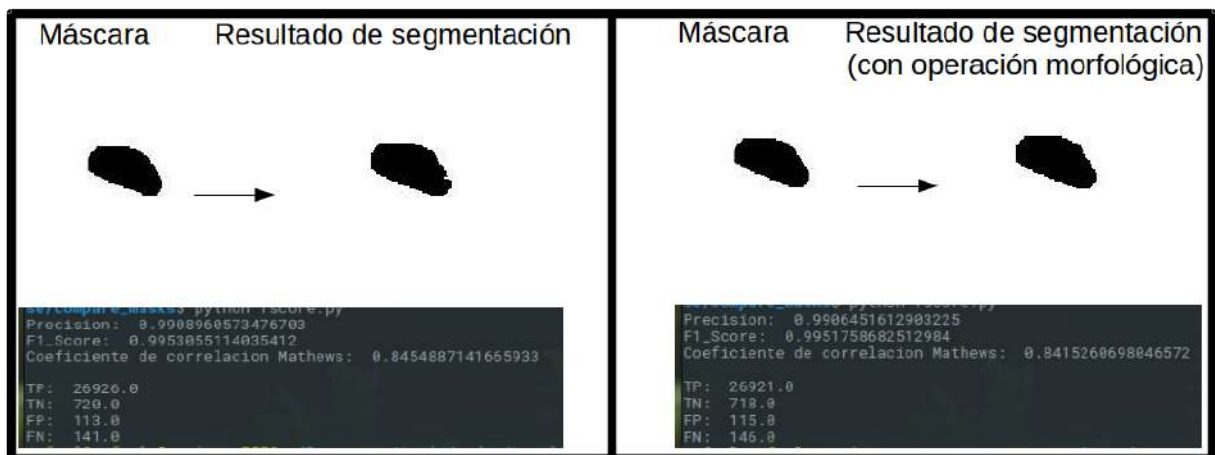 Máscara
Resultado de segmentación
se/compare_masks$ python fscore.py
Precision: 0.9908960573476703
F1_Score: 0.9953055114035412
Coeficiente de correlacion Mathews: 0.8454887141665933
TP: 26926.0
TN: 720.0
FP: 113.0
FN: 141.0
Máscara
Resultado de segmentación
(con operación morfológica)
python fscore.py
Precision: 0.9906451612903225
F1_Score: 0.9951758682512984
Coeficiente de correlacion Mathews: 0.8415260698046572
TP: 26921.0
TN: 718.0
FP: 115.0
FN: 146.0